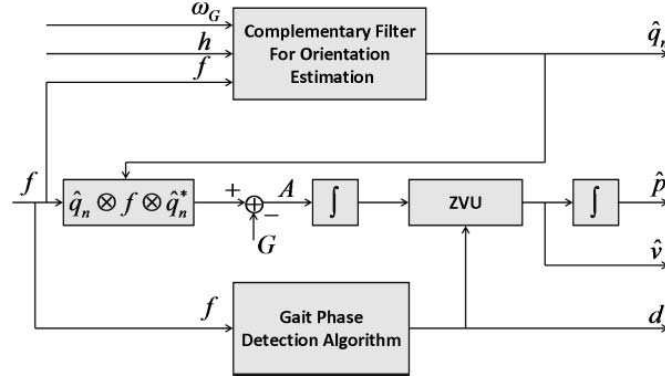 ω_G
h
f
Complementary Filter
For Orientation
Estimation
q̂_n
f
q̂_n ⊗ f ⊗ q̂_n^*
+
−
G
A
∫
ZVU
∫
p̂
v̂
f
Gait Phase
Detection Algorithm
d